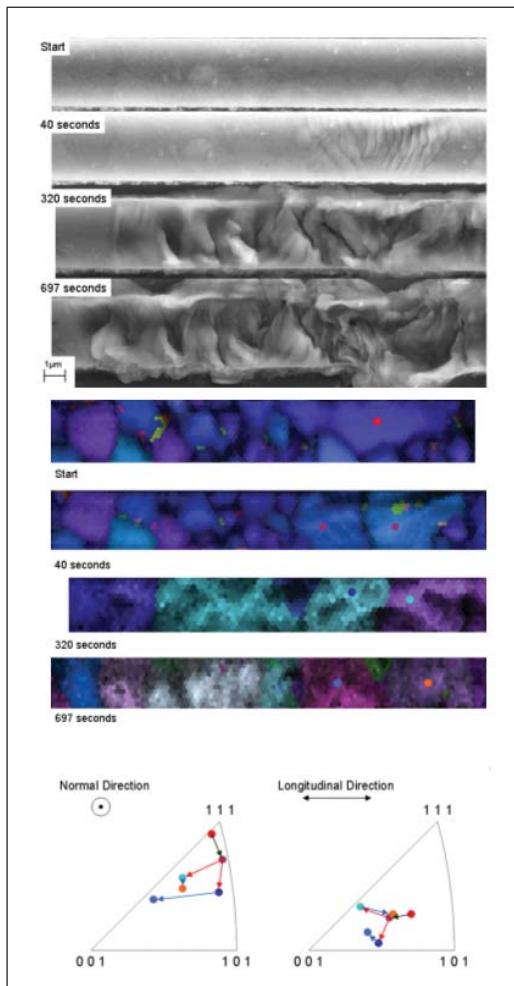 Start
40 seconds
320 seconds
697 seconds
1µm
Start
40 seconds
320 seconds
697 seconds
Normal Direction
Longitudinal Direction
1 1 1
1 1 1
0 0 1
1 0 1
0 0 1
1 0 1